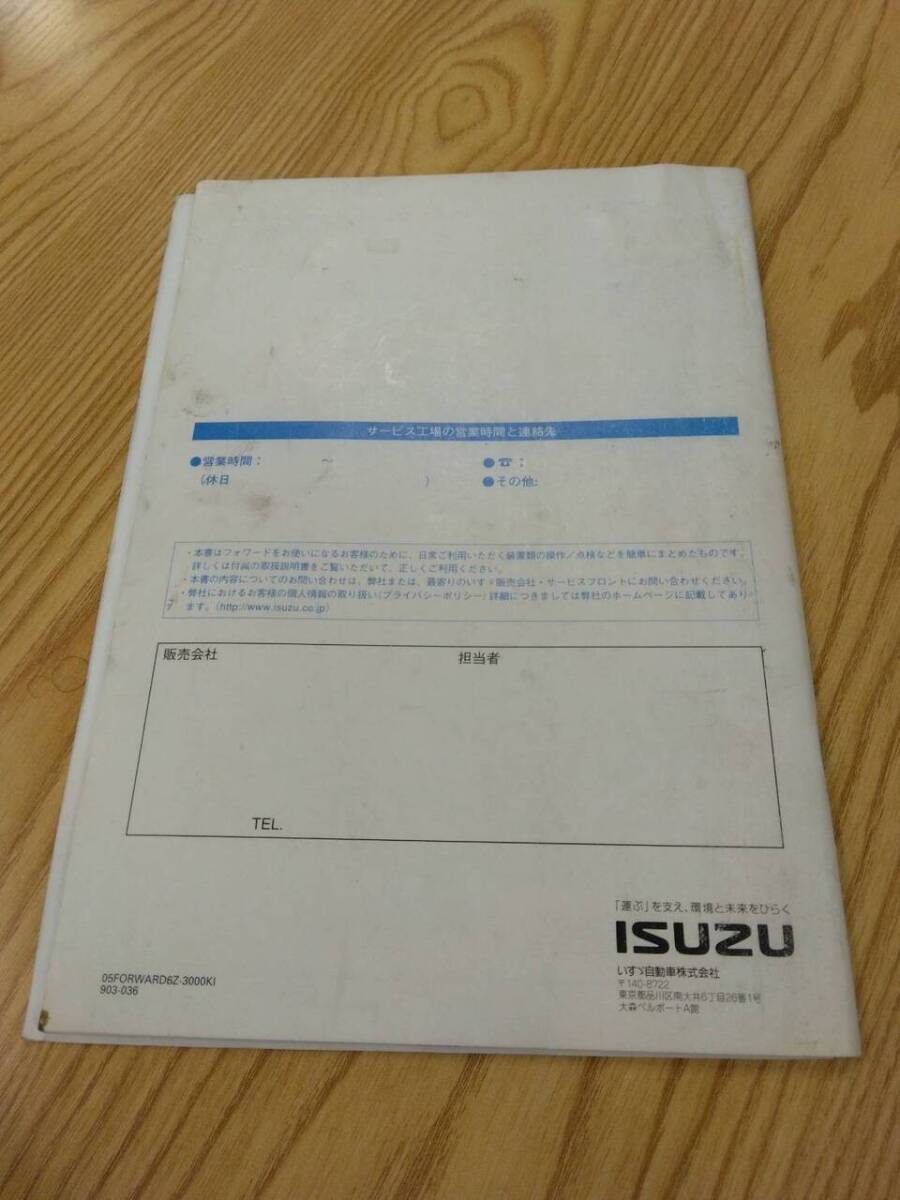 サービス工場の営業時間と連絡先
●営業時間： ～
（休日 ）
●☎：
●その他:
・本書はフォワードをお使いになるお客様のために、日常ご利用いただく装置類の操作／点検などを簡単にまとめたものです。
詳しくは付属の取扱説明書をご覧いただいて、正しくご利用ください。
・本書の内容についてのお問い合わせは、弊社または、最寄りのいすゞ販売会社・サービスフロントにお問い合わせください。
・弊社におけるお客様の個人情報の取り扱い(プライバシーポリシー)詳細につきましては弊社のホームページに記載してあり
ます。(http://www.isuzu.co.jp)
販売会社 担当者
TEL.
「運ぶ」を支え、環境と未来をひらく
ISUZU
いすゞ自動車株式会社
〒140-8722
東京都品川区南大井6丁目26番1号
大森ベルポートA館
05FORWARD6Z-3000KI
903-036